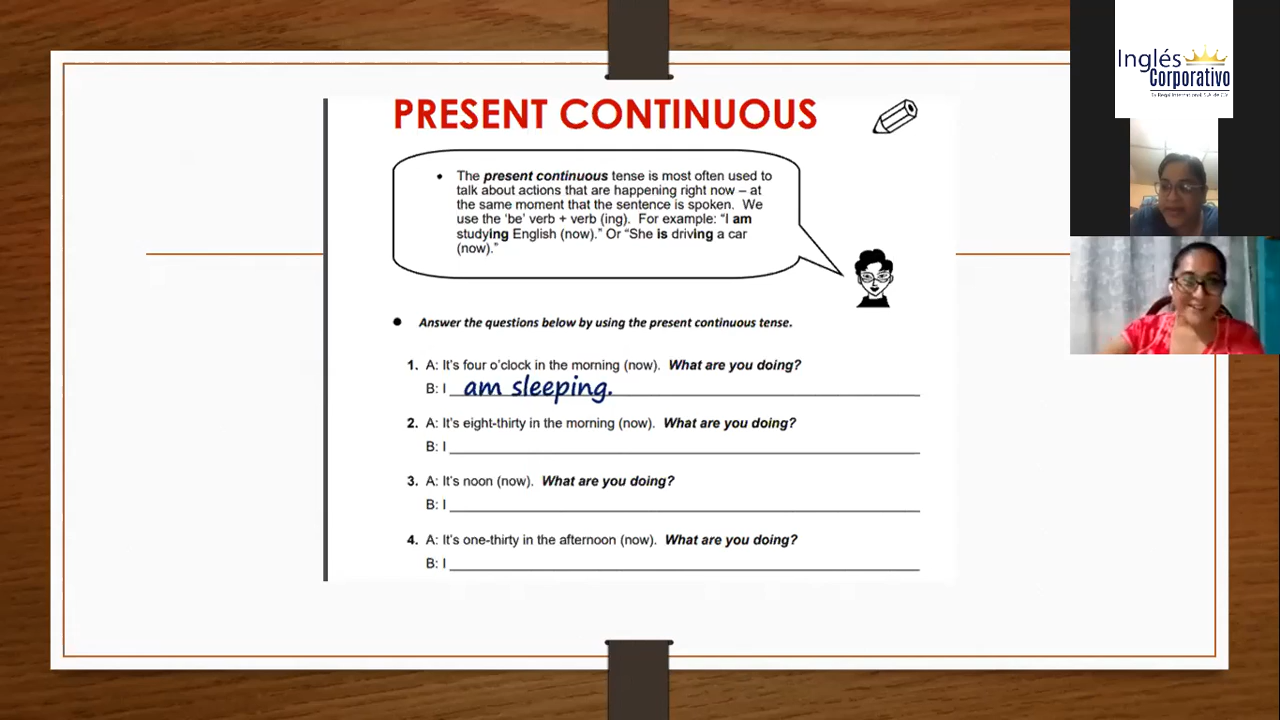 PRESENT CONTINUOUS
• The present continuous tense is most often used to
talk about actions that are happening right now – at
the same moment that the sentence is spoken. We
use the ‘be’ verb + verb (ing). For example: “I am
studying English (now).” Or “She is driving a car
(now).”
● Answer the questions below by using the present continuous tense.
1. A: It’s four o’clock in the morning (now). What are you doing?
B: I am sleeping.
2. A: It’s eight-thirty in the morning (now). What are you doing?
B: I
3. A: It’s noon (now). What are you doing?
B: I
4. A: It’s one-thirty in the afternoon (now). What are you doing?
B: I
Inglés
Corporativo